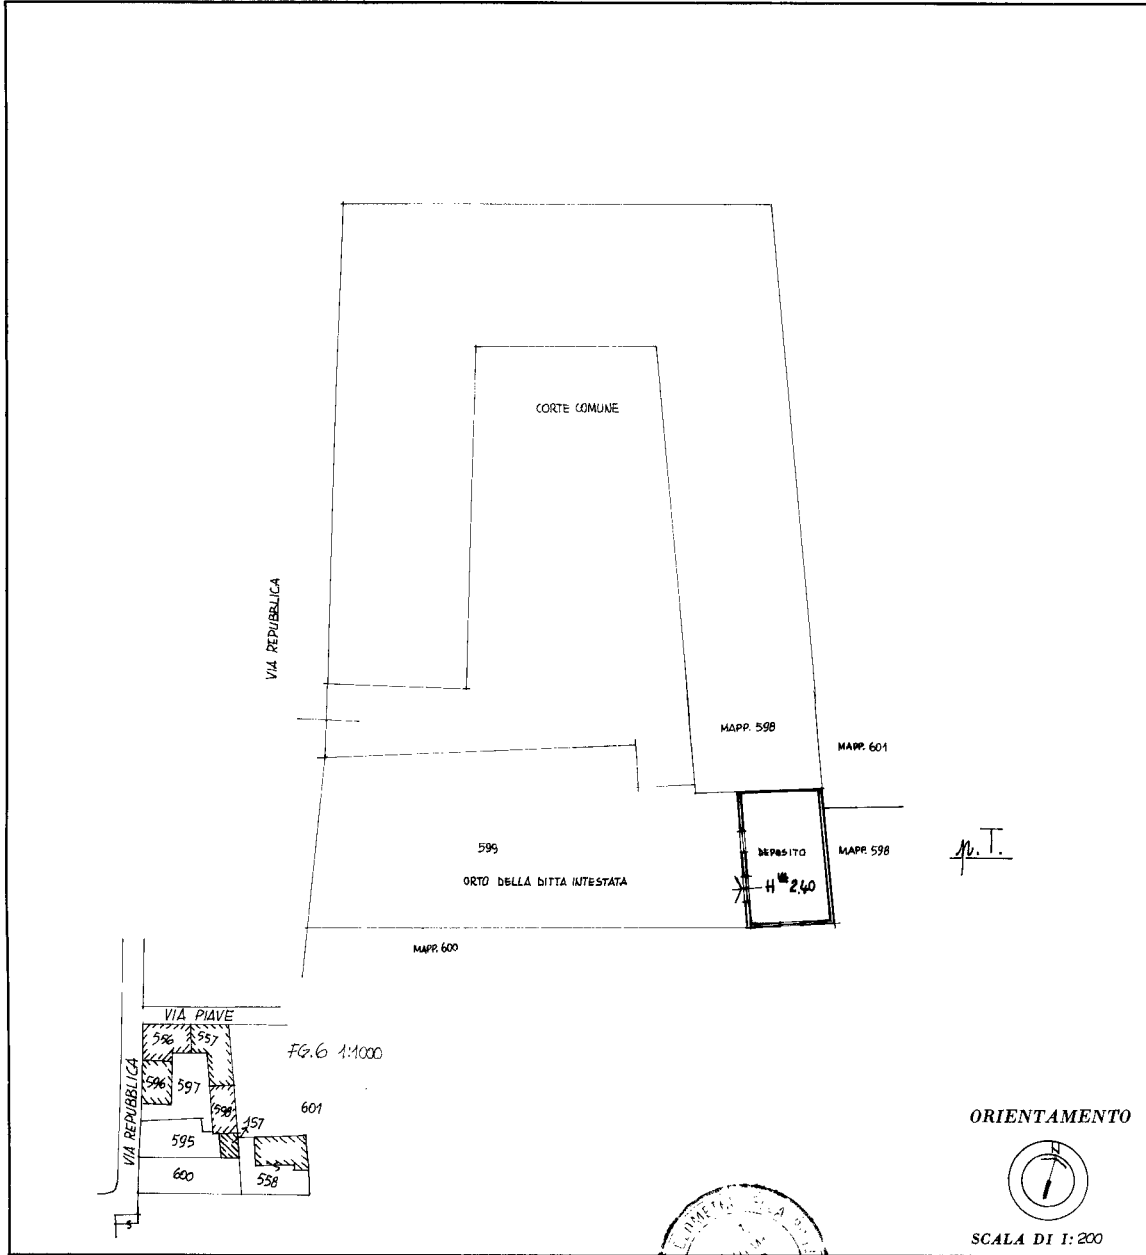 CORTE COMUNE
VIA REPUBBLICA
MAPP. 598
MAPP. 601
599
ORTO DELLA DITTA INTESTATA
DEPOSITO
H 2,40
MAPP. 598
p.T.
MAPP. 600
VIA PIAVE
556
557
FG.6 1:1000
596
597
VIA REPUBBLICA
598
157
601
595
600
558
ORIENTAMENTO
N
SCALA DI 1:200